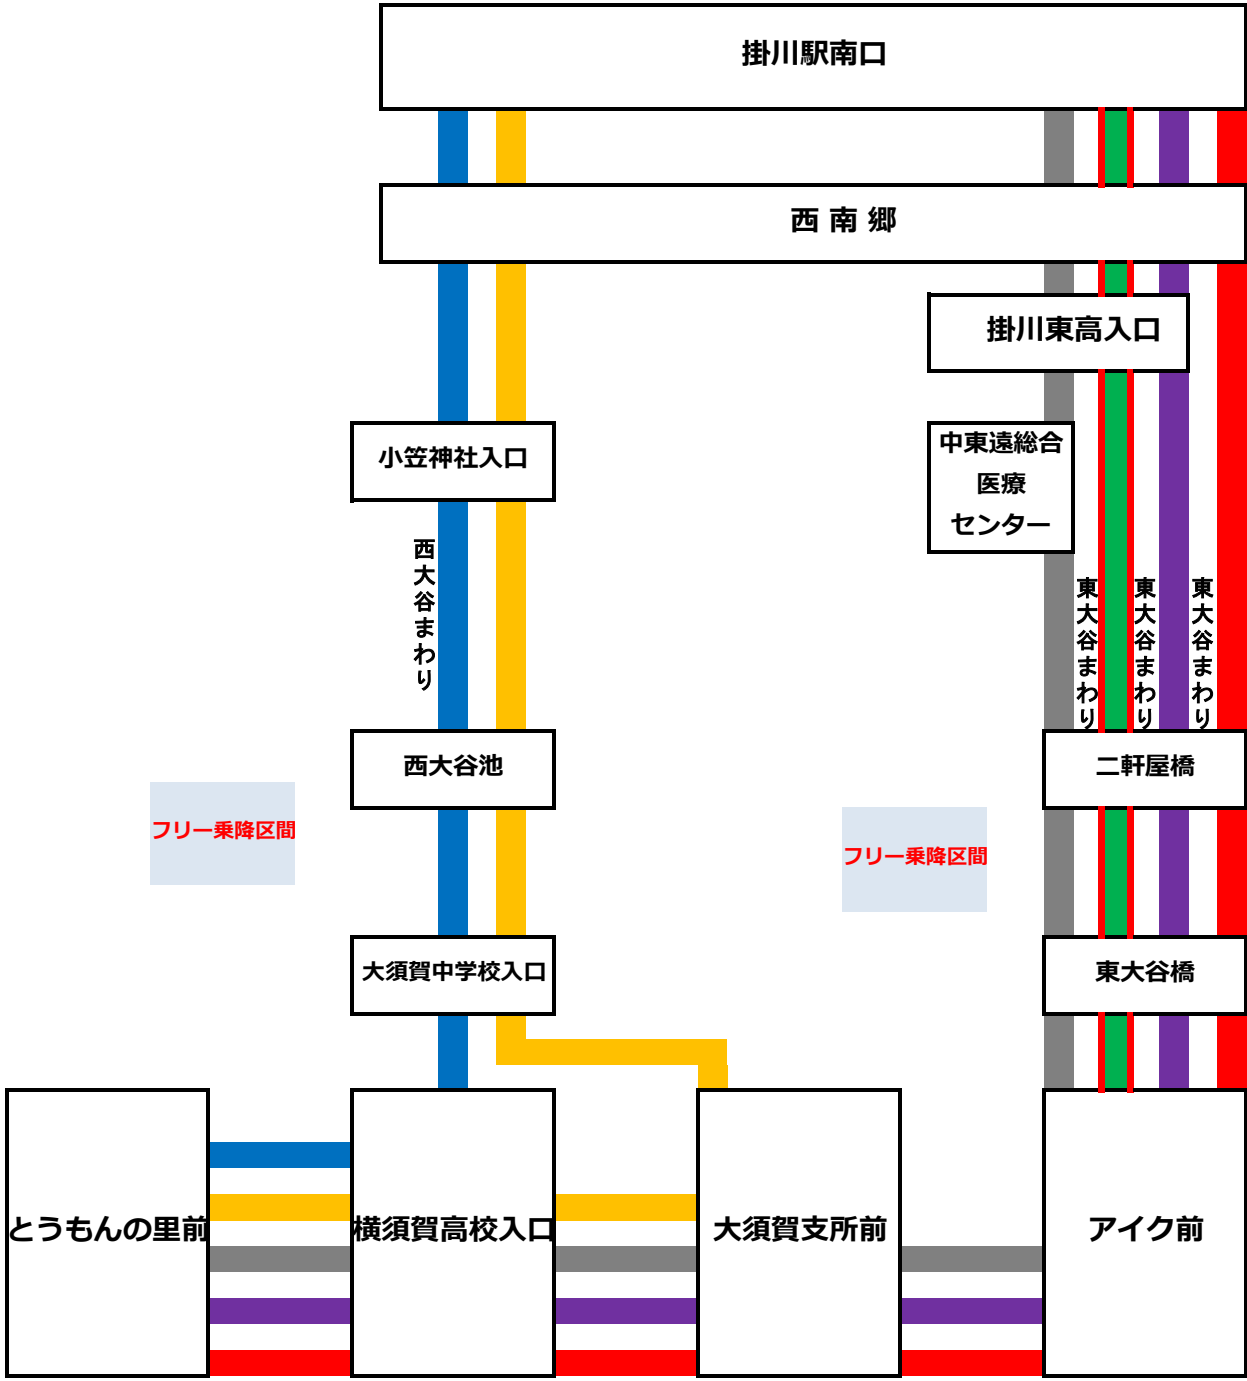 掛川駅南口
西 南 郷
掛川東高入口
小笠神社入口
中東遠総合
医療
センター
西大谷まわり
東大谷まわり
東大谷まわり
東大谷まわり
西大谷池
二軒屋橋
フリー乗降区間
フリー乗降区間
大須賀中学校入口
東大谷橋
とうもんの里前
横須賀高校入口
大須賀支所前
アイク前